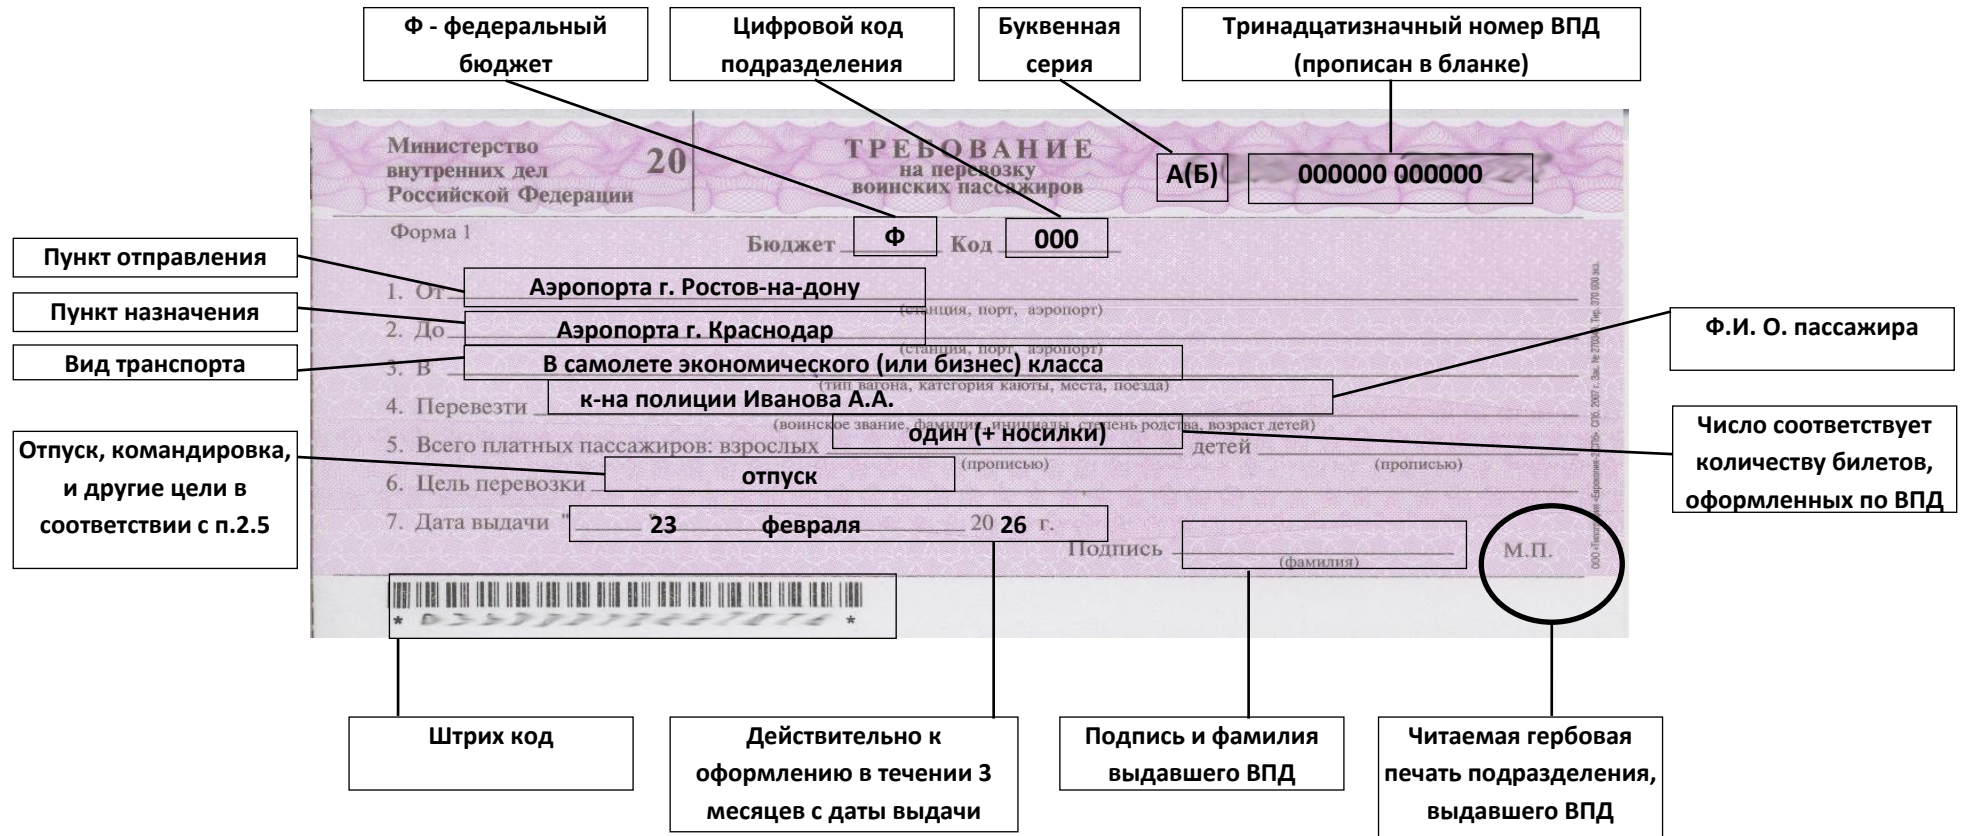 Ф - федеральный
бюджет
Цифровой код
подразделения
Буквенная
серия
Тринадцатизначный номер ВПД
(прописан в бланке)
Министерство
внутренних дел
Российской Федерации
20
ТРЕБОВАНИЕ
на перевозку
воинских пассажиров
А(Б)
000000 000000
Форма 1
Бюджет Ф Код 000
Пункт отправления
1. От Аэропорта г. Ростов-на-дону
(станция, порт, аэропорт)
Пункт назначения
2. До Аэропорта г. Краснодар
(станция, порт, аэропорт)
Вид транспорта
3. В В самолете экономического (или бизнес) класса
(тип вагона, категория каюты, места, поезда)
Ф.И. О. пассажира
4. Перевезти к-на полиции Иванова А.А.
(воинское звание, фамилия, инициалы, степень родства, возраст детей)
5. Всего платных пассажиров: взрослых один (+ носилки) детей
(прописью) (прописью)
Число соответствует
количеству билетов,
оформленных по ВПД
Отпуск, командировка,
и другие цели в
соответствии с п.2.5
6. Цель перевозки отпуск
7. Дата выдачи " 23 " февраля 20 26 г.
Подпись
(фамилия)
М.П.
* *
Штрих код
Действительно к
оформлению в течении 3
месяцев с даты выдачи
Подпись и фамилия
выдавшего ВПД
Читаемая гербовая
печать подразделения,
выдавшего ВПД